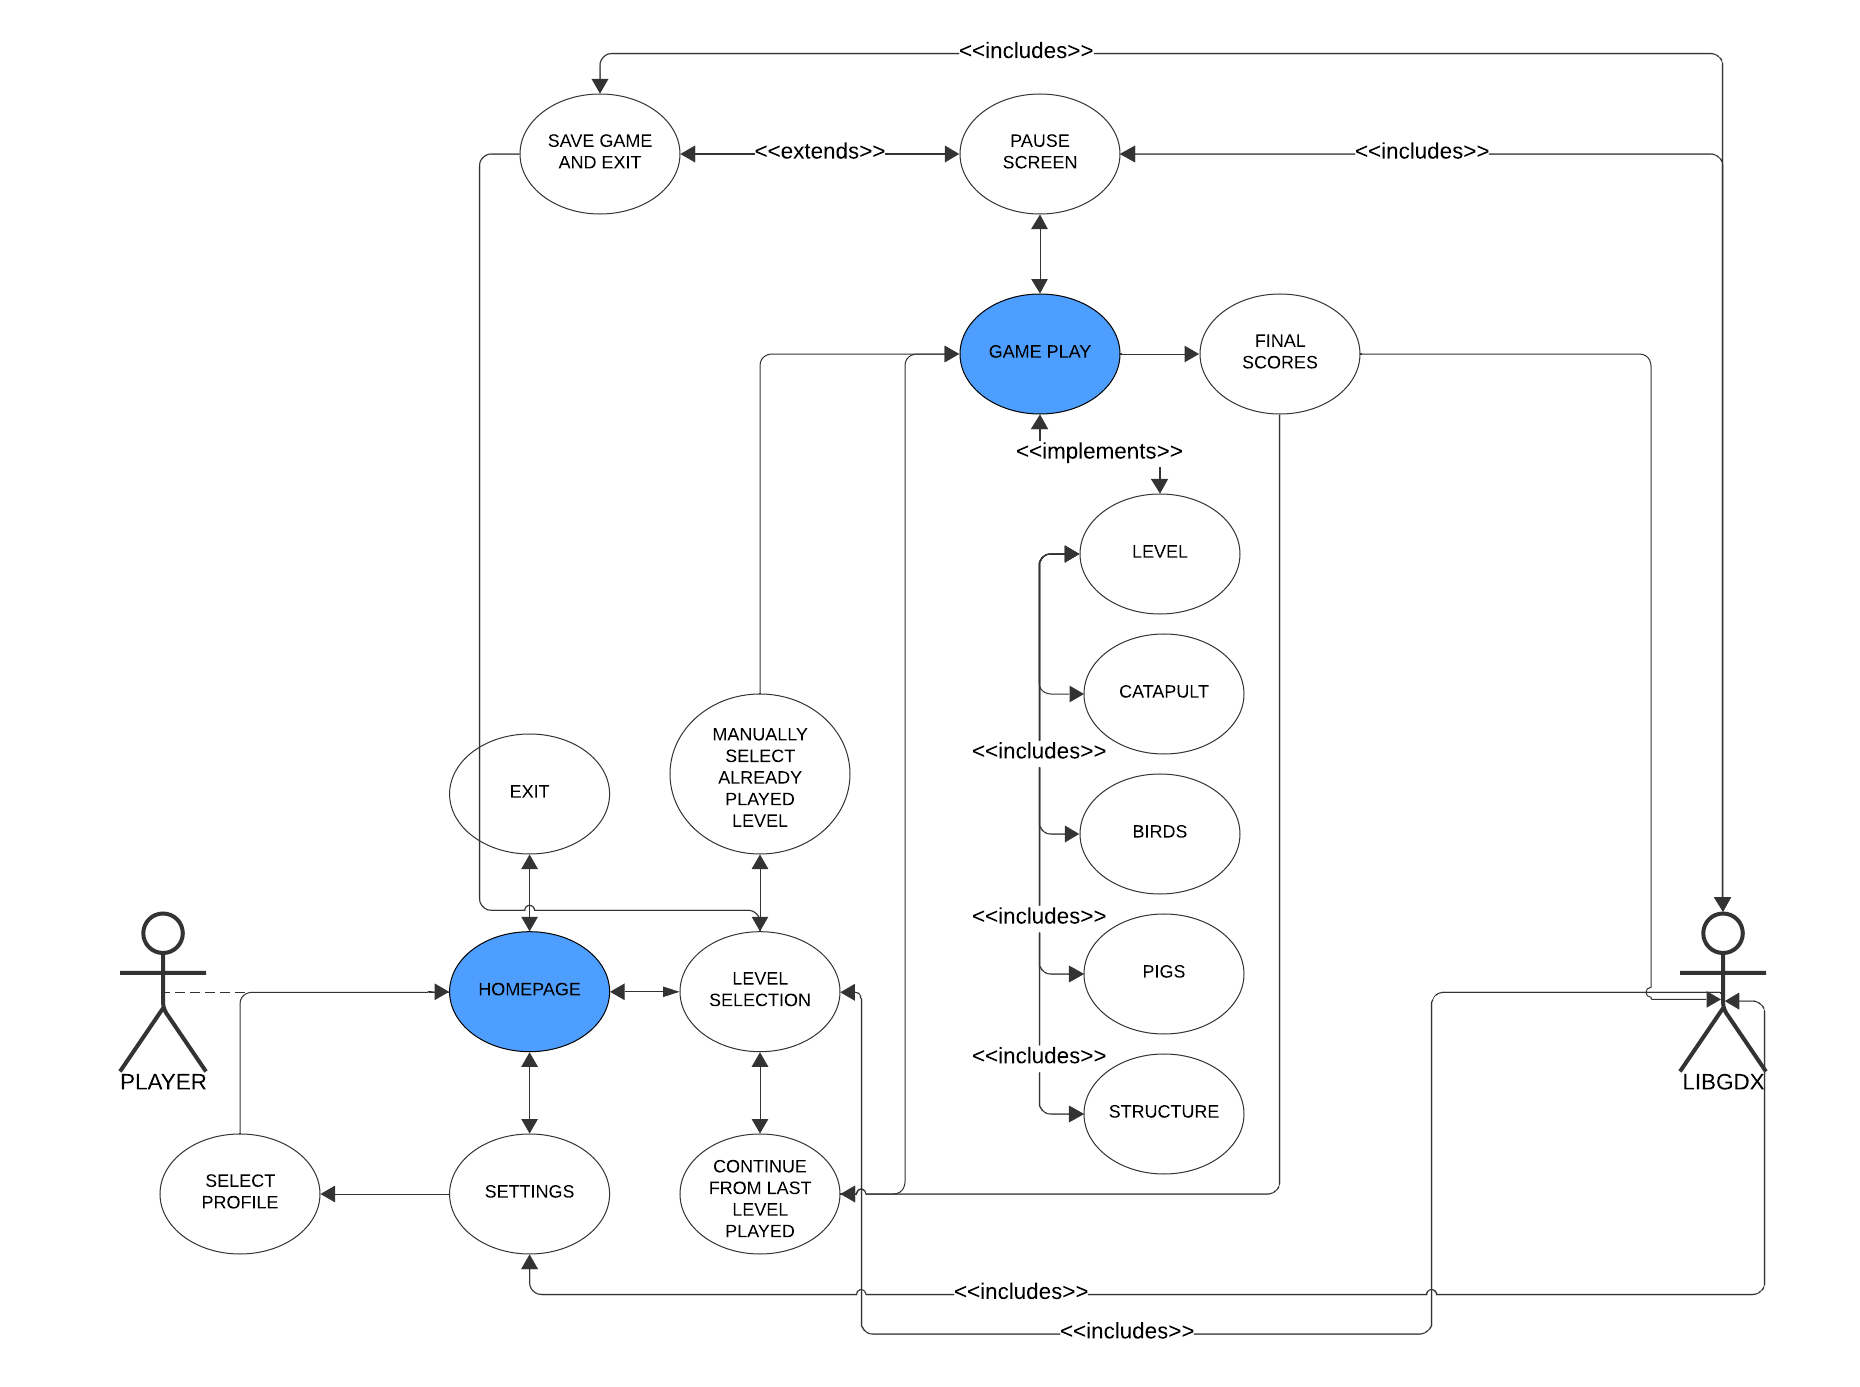 <<includes>>
SAVE GAME
AND EXIT
<<extends>>
PAUSE
SCREEN
<<includes>>
GAME PLAY
FINAL
SCORES
<<implements>>
LEVEL
CATAPULT
MANUALLY
SELECT
ALREADY
PLAYED
LEVEL
<<includes>>
EXIT
BIRDS
<<includes>>
HOMEPAGE
LEVEL
SELECTION
PIGS
<<includes>>
PLAYER
LIBGDX
STRUCTURE
SELECT
PROFILE
SETTINGS
CONTINUE
FROM LAST
LEVEL
PLAYED
<<includes>>
<<includes>>